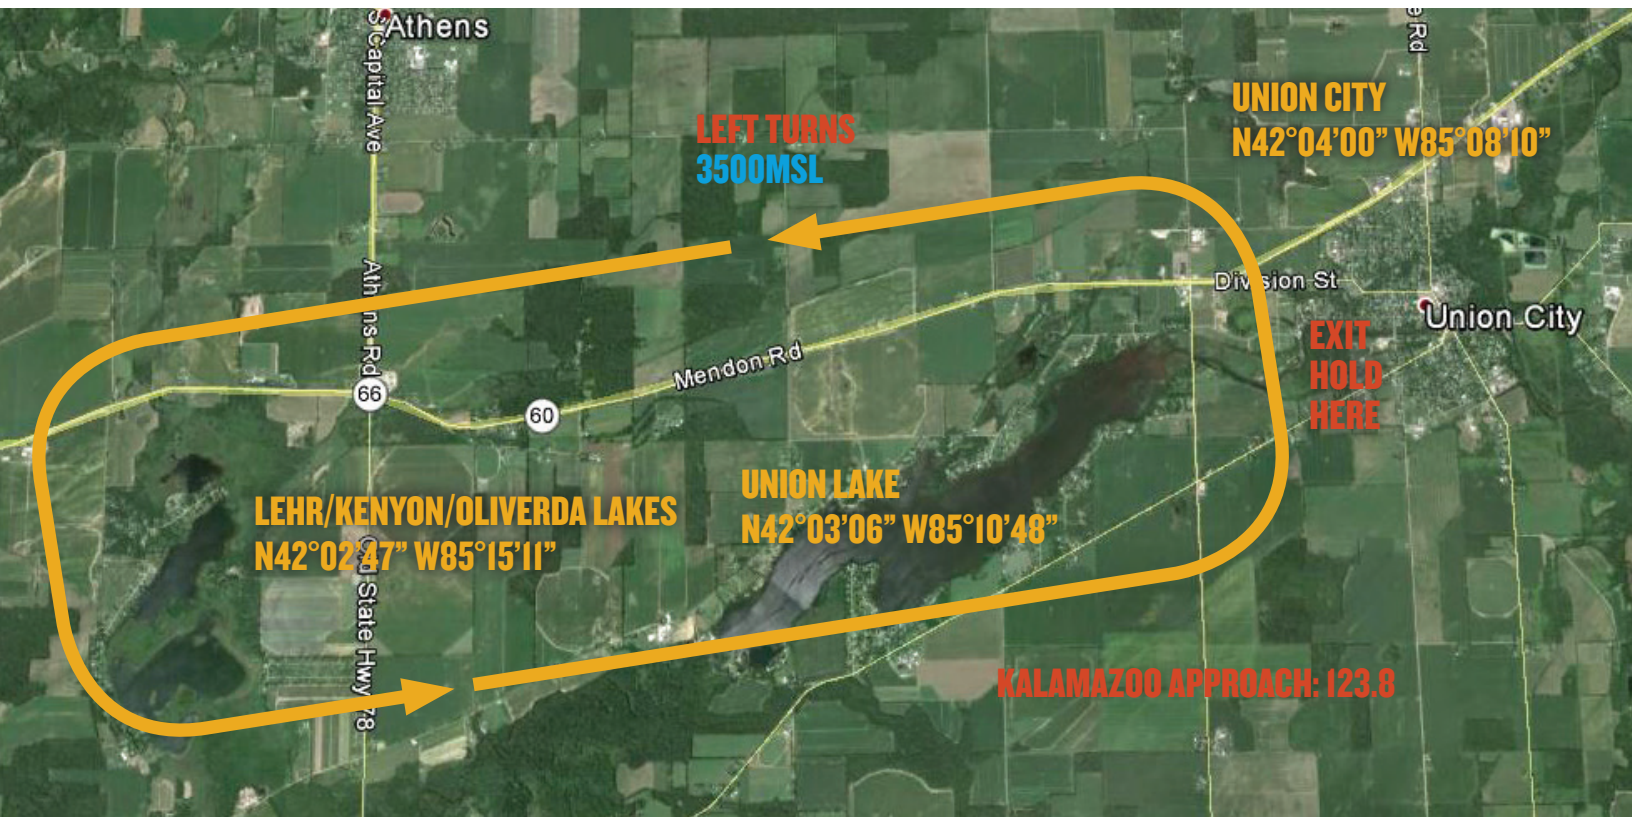 Athens
S Capital Ave
e Rd
UNION CITY
N42°04'00" W85°08'10"
LEFT TURNS
3500MSL
Athens Rd
Division St
Union City
EXIT
HOLD
HERE
Mendon Rd
66
60
LEHR/KENYON/OLIVERDA LAKES
N42°02'47" W85°15'11"
UNION LAKE
N42°03'06" W85°10'48"
State Hwy 78
KALAMAZOO APPROACH: 123.8